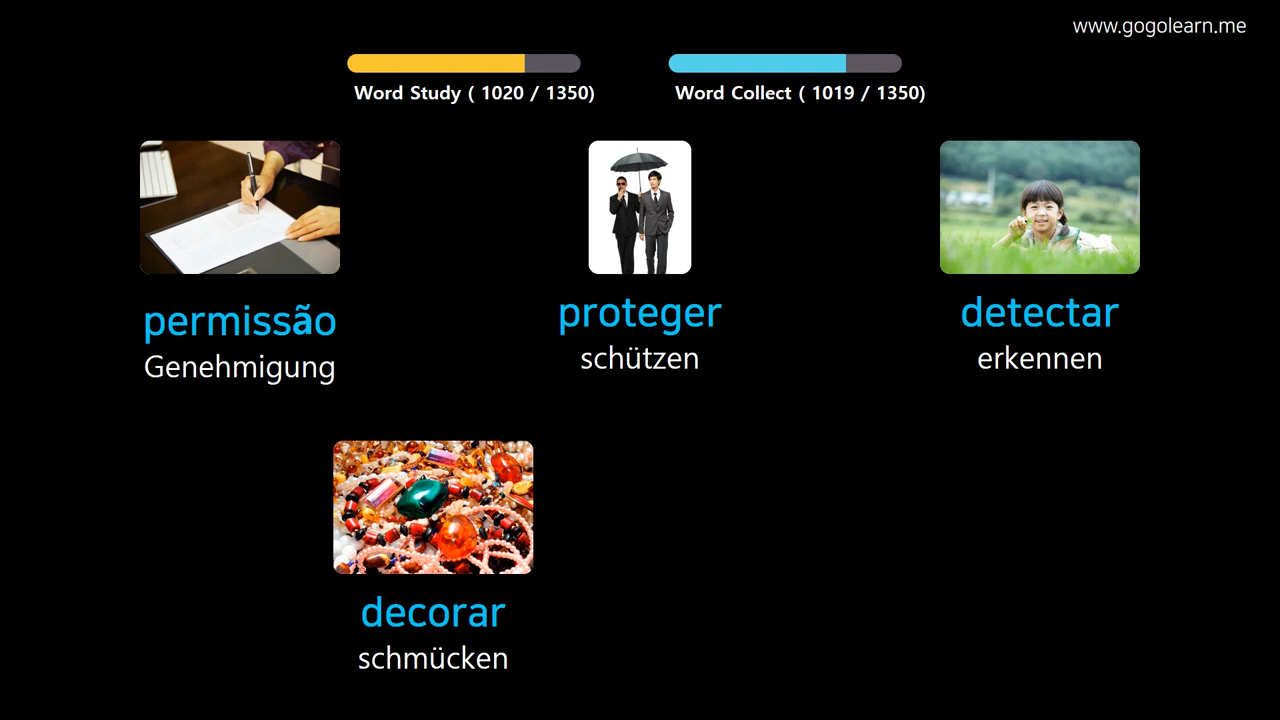 www.gogolearn.me
Word Study ( 1020 / 1350)
Word Collect ( 1019 / 1350)
permissão
Genehmigung
proteger
schützen
detectar
erkennen
decorar
schmücken